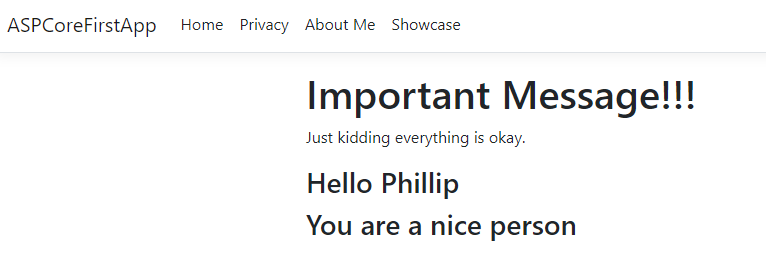 ASPCoreFirstApp Home Privacy About Me Showcase
Important Message!!!
Just kidding everything is okay.
Hello Phillip
You are a nice person